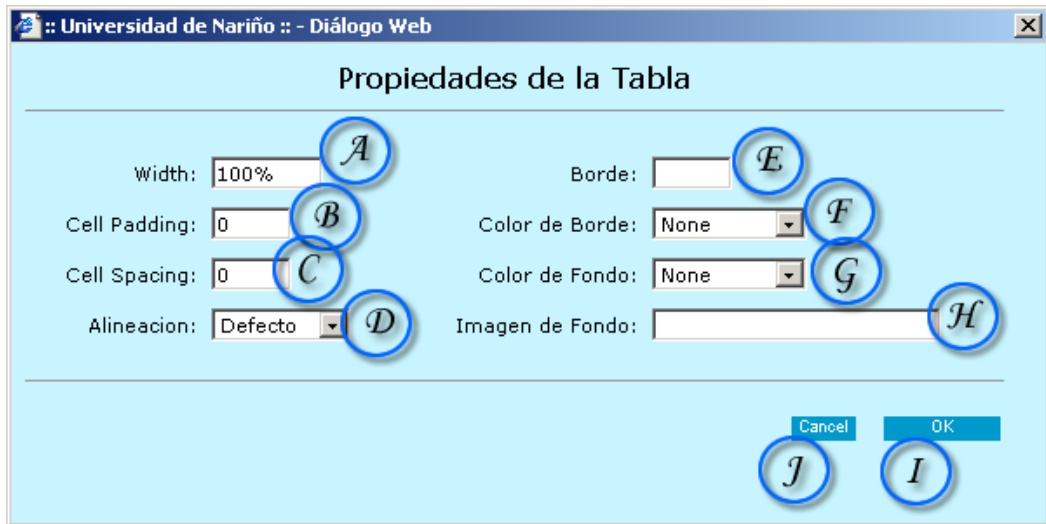 :: Universidad de Nariño :: - Diálogo Web
Propiedades de la Tabla
Width: 100% A Borde: E
Cell Padding: 0 B Color de Borde: None F
Cell Spacing: 0 C Color de Fondo: None G
Alineacion: Defecto D Imagen de Fondo: H
Cancel OK
J I